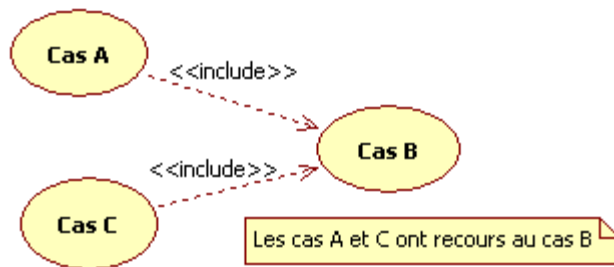 Cas A
<<include>>
Cas B
<<include>>
Cas C
Les cas A et C ont recours au cas B